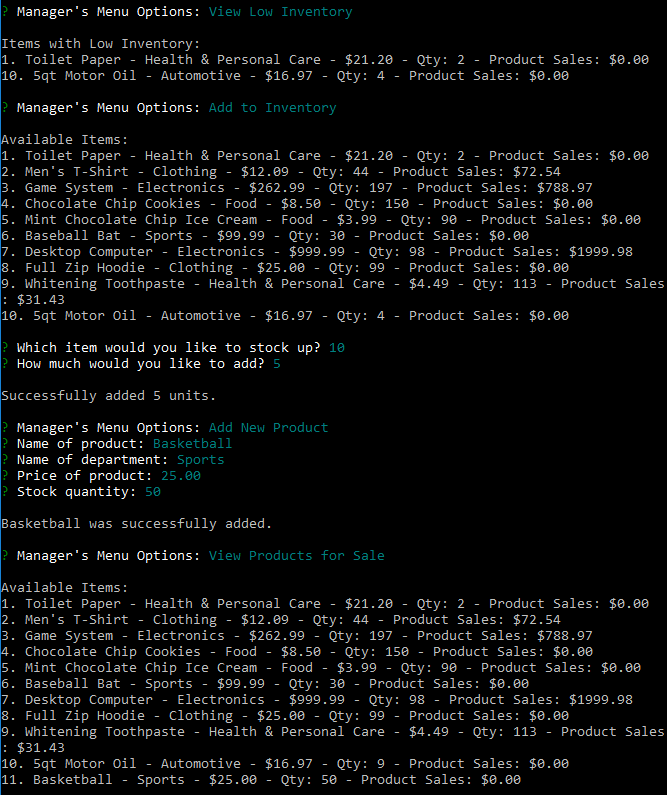 ? Manager's Menu Options: View Low Inventory
Items with Low Inventory:
1. Toilet Paper - Health & Personal Care - $21.20 - Qty: 2 - Product Sales: $0.00
10. 5qt Motor Oil - Automotive - $16.97 - Qty: 4 - Product Sales: $0.00
? Manager's Menu Options: Add to Inventory
Available Items:
1. Toilet Paper - Health & Personal Care - $21.20 - Qty: 2 - Product Sales: $0.00
2. Men's T-Shirt - Clothing - $12.09 - Qty: 44 - Product Sales: $72.54
3. Game System - Electronics - $262.99 - Qty: 197 - Product Sales: $788.97
4. Chocolate Chip Cookies - Food - $8.50 - Qty: 150 - Product Sales: $0.00
5. Mint Chocolate Chip Ice Cream - Food - $3.99 - Qty: 90 - Product Sales: $0.00
6. Baseball Bat - Sports - $99.99 - Qty: 30 - Product Sales: $0.00
7. Desktop Computer - Electronics - $999.99 - Qty: 98 - Product Sales: $1999.98
8. Full Zip Hoodie - Clothing - $25.00 - Qty: 99 - Product Sales: $0.00
9. Whitening Toothpaste - Health & Personal Care - $4.49 - Qty: 113 - Product Sales
: $31.43
10. 5qt Motor Oil - Automotive - $16.97 - Qty: 4 - Product Sales: $0.00
? Which item would you like to stock up? 10
? How much would you like to add? 5
Successfully added 5 units.
? Manager's Menu Options: Add New Product
? Name of product: Basketball
? Name of department: Sports
? Price of product: 25.00
? Stock quantity: 50
Basketball was successfully added.
? Manager's Menu Options: View Products for Sale
Available Items:
1. Toilet Paper - Health & Personal Care - $21.20 - Qty: 2 - Product Sales: $0.00
2. Men's T-Shirt - Clothing - $12.09 - Qty: 44 - Product Sales: $72.54
3. Game System - Electronics - $262.99 - Qty: 197 - Product Sales: $788.97
4. Chocolate Chip Cookies - Food - $8.50 - Qty: 150 - Product Sales: $0.00
5. Mint Chocolate Chip Ice Cream - Food - $3.99 - Qty: 90 - Product Sales: $0.00
6. Baseball Bat - Sports - $99.99 - Qty: 30 - Product Sales: $0.00
7. Desktop Computer - Electronics - $999.99 - Qty: 98 - Product Sales: $1999.98
8. Full Zip Hoodie - Clothing - $25.00 - Qty: 99 - Product Sales: $0.00
9. Whitening Toothpaste - Health & Personal Care - $4.49 - Qty: 113 - Product Sales
: $31.43
10. 5qt Motor Oil - Automotive - $16.97 - Qty: 9 - Product Sales: $0.00
11. Basketball - Sports - $25.00 - Qty: 50 - Product Sales: $0.00